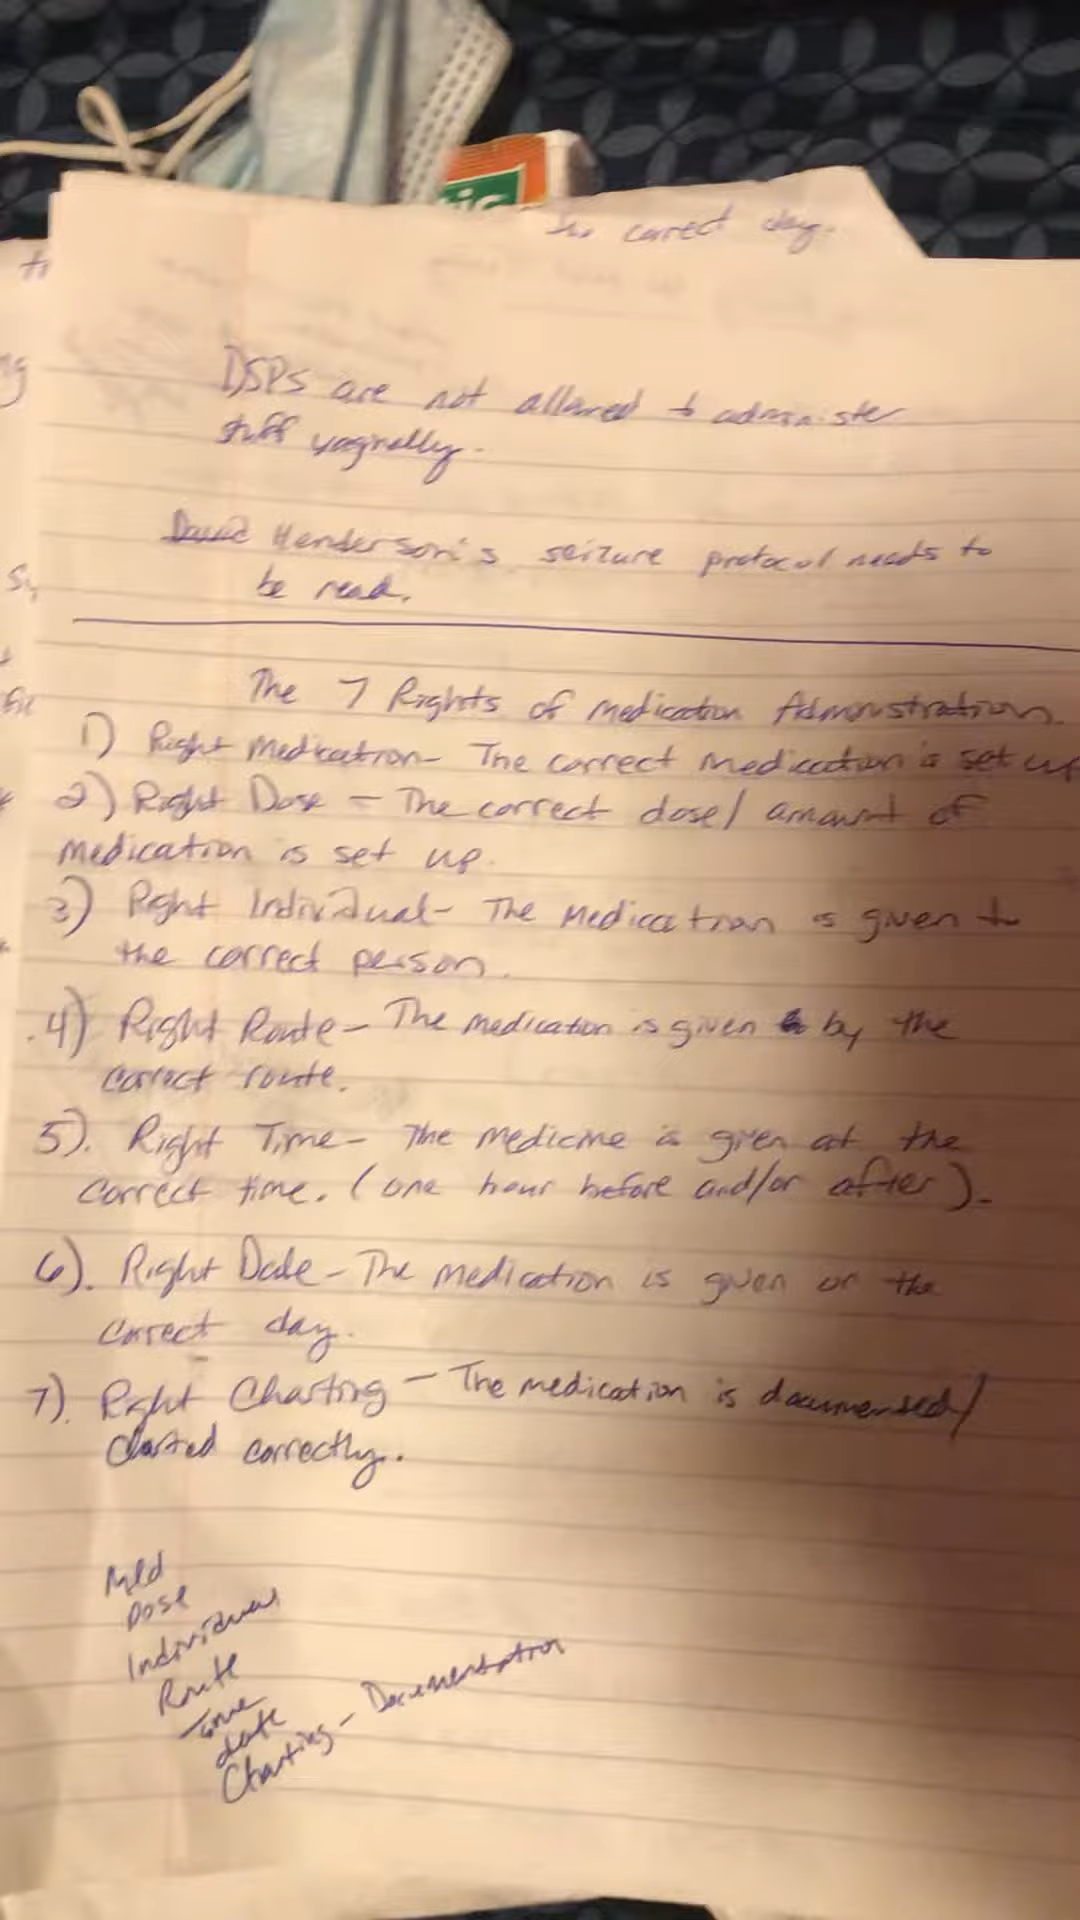 the correct day.
DSPs are not allowed to administer
stuff vaginally.
David Henderson's seizure protocol needs to
be read.
The 7 Rights of Medication Administration.
1) Right Medication- The correct medication is set up
2) Right Dose - The correct dose/ amount of
medication is set up.
3) Right Individual- The Medication is given to
the correct person.
4) Right Route- The medication is given by the
correct route.
5). Right Time- The medicine is given at the
correct time. (one hour before and/or after).
6). Right Date- The medication is given on the
correct day.
7). Right Charting - The medication is documented/
charted correctly.
Med
Dose
Individual
Route
Time
date
Charting - Documentation